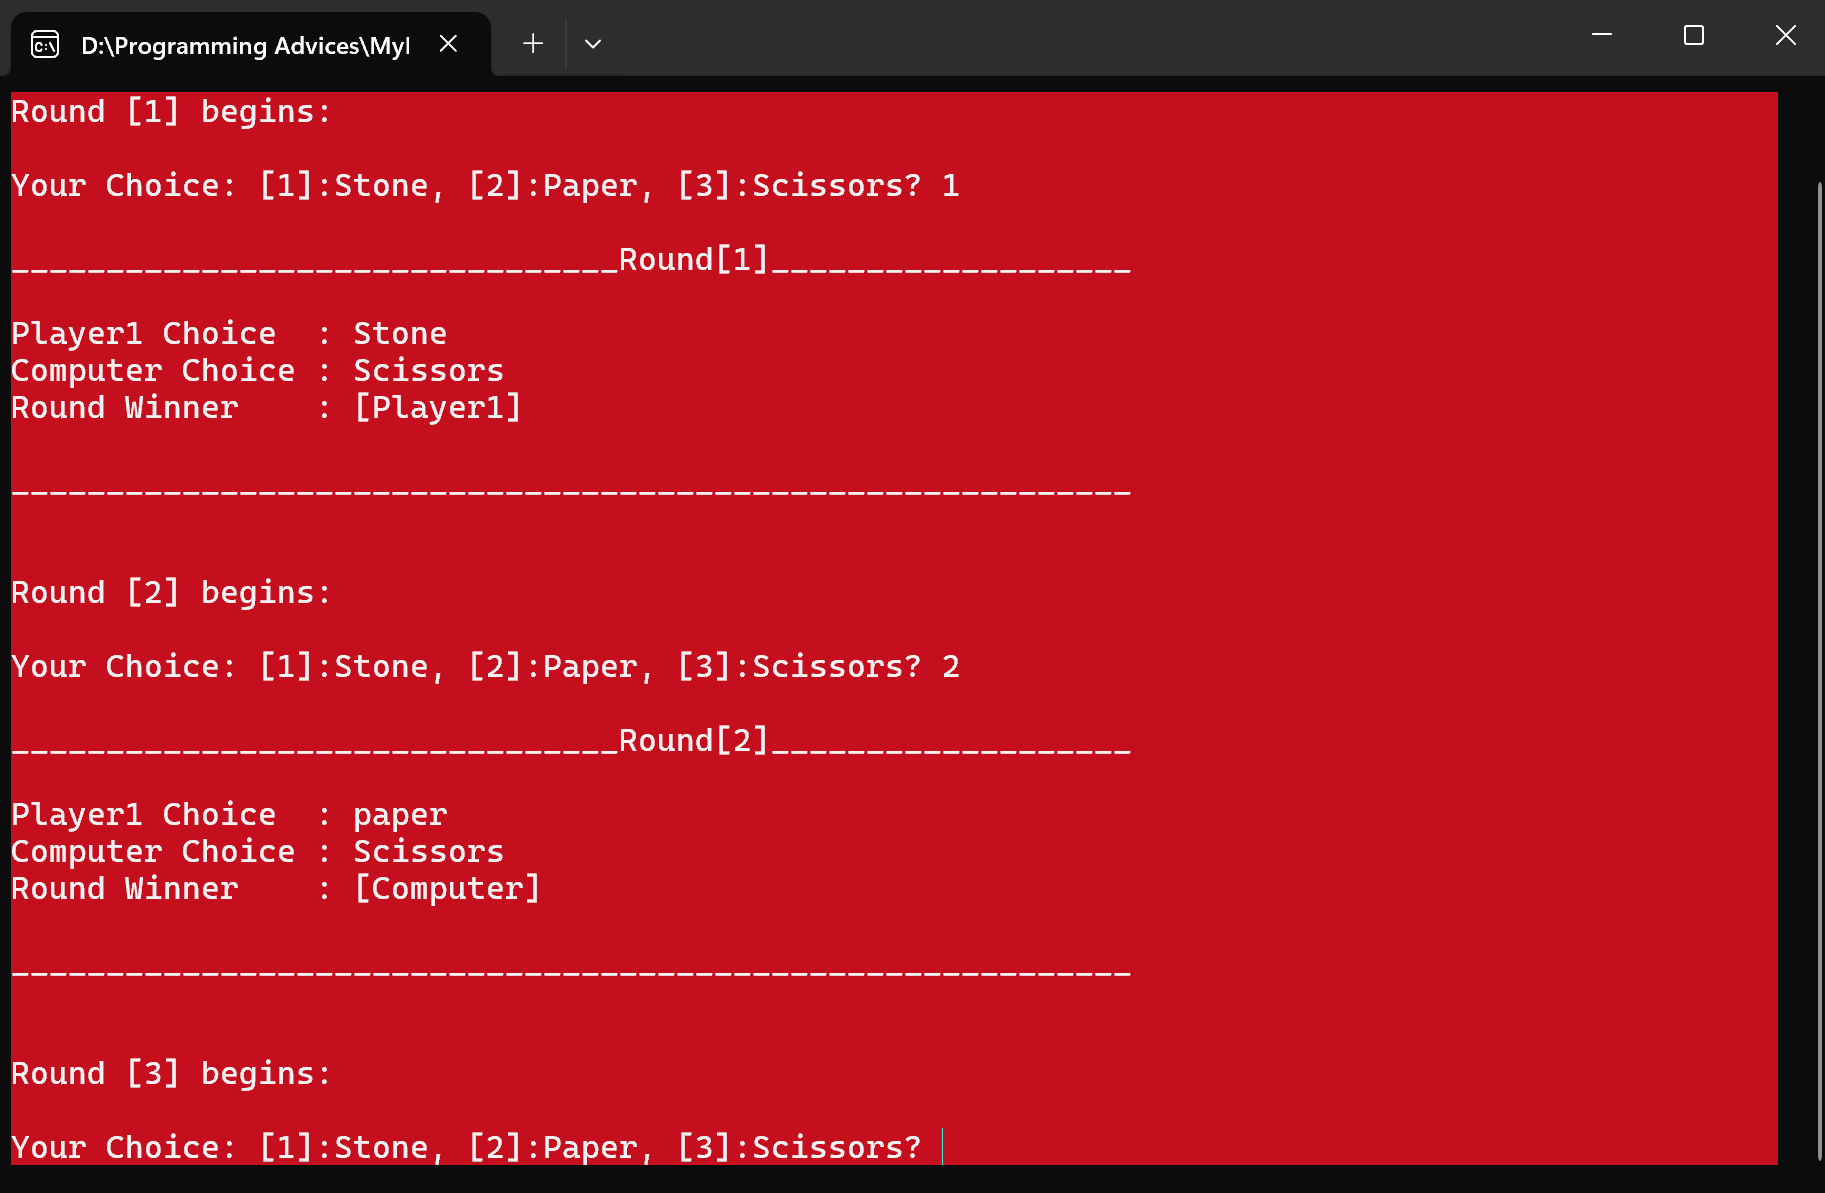 D:\Programming Advices\Myl
Round [1] begins:
Your Choice: [1]:Stone, [2]:Paper, [3]:Scissors? 1
________________________________Round[1]___________________
Player1 Choice  : Stone
Computer Choice : Scissors
Round Winner    : [Player1]
___________________________________________________________
Round [2] begins:
Your Choice: [1]:Stone, [2]:Paper, [3]:Scissors? 2
________________________________Round[2]___________________
Player1 Choice  : paper
Computer Choice : Scissors
Round Winner    : [Computer]
___________________________________________________________
Round [3] begins:
Your Choice: [1]:Stone, [2]:Paper, [3]:Scissors?